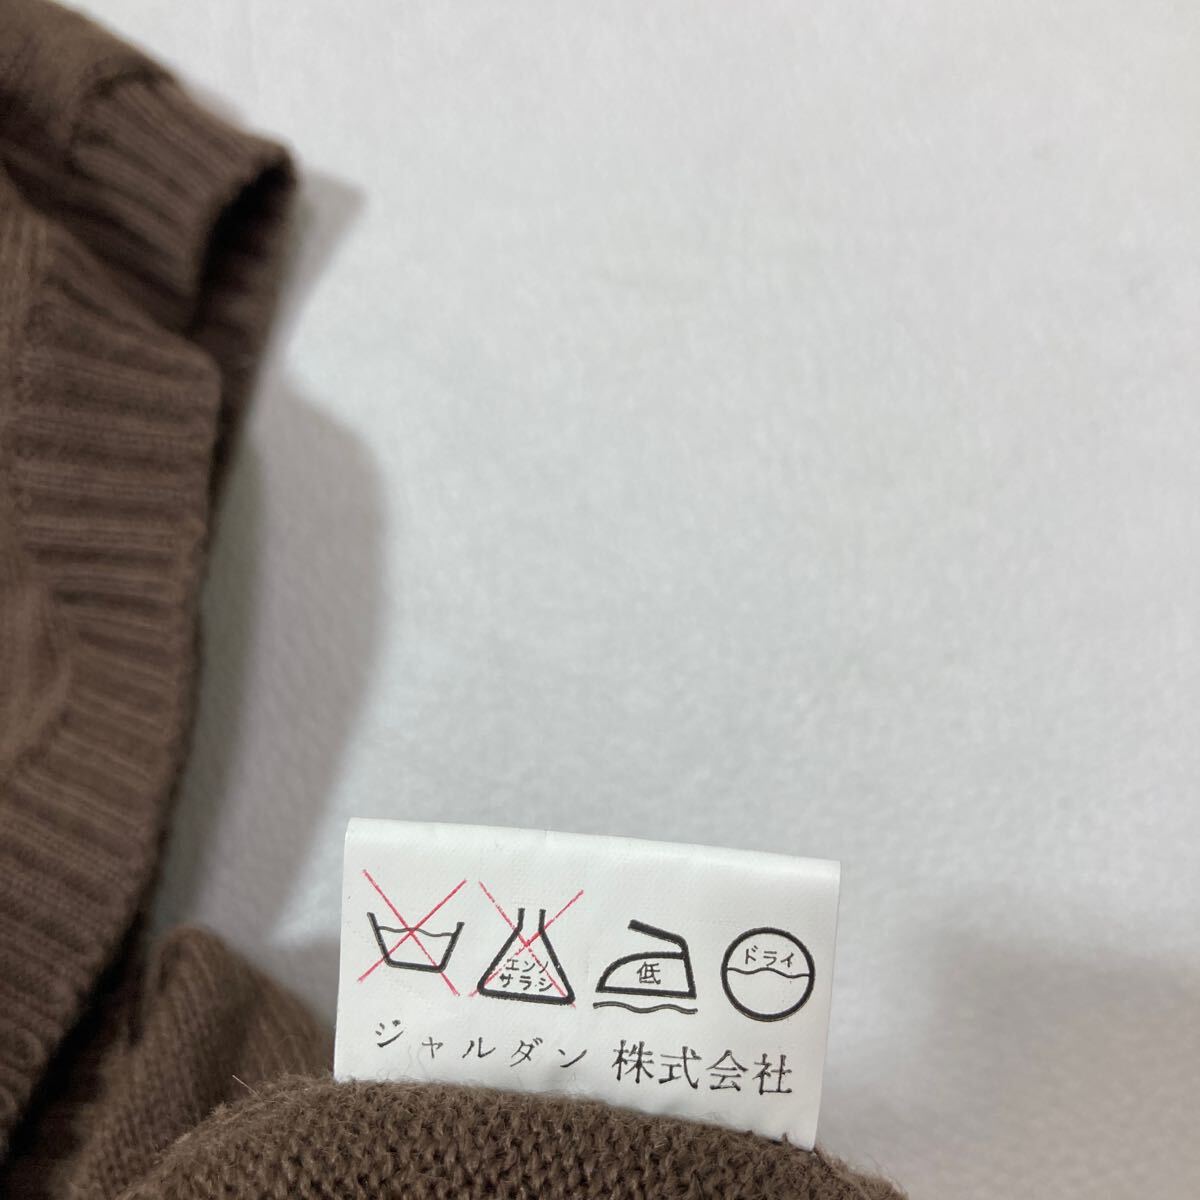 エンソ
サラシ
低
ドライ
ジャルダン 株式会社